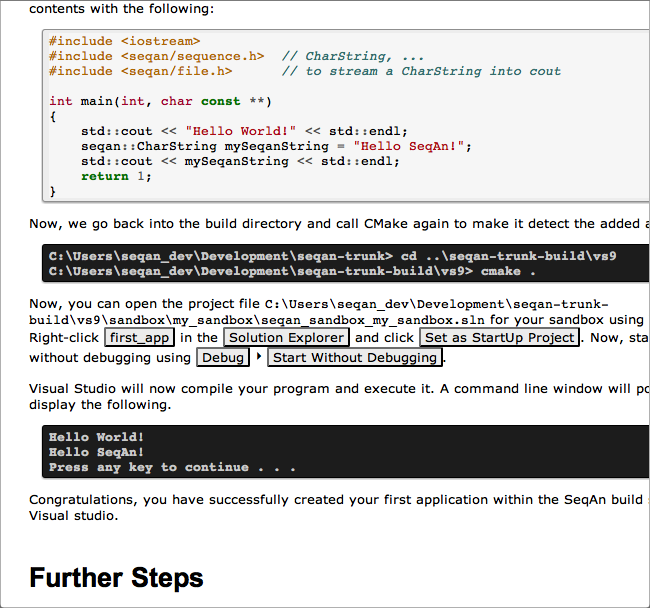 contents with the following:
#include <iostream>
#include <seqan/sequence.h>  // CharString, ...
#include <seqan/file.h>      // to stream a CharString into cout
int main(int, char const **)
{
    std::cout << "Hello World!" << std::endl;
    seqan::CharString mySeqanString = "Hello SeqAn!";
    std::cout << mySeqanString << std::endl;
    return 1;
}
Now, we go back into the build directory and call CMake again to make it detect the added
C:\Users\seqan_dev\Development\seqan-trunk> cd ..\seqan-trunk-build\vs9
C:\Users\seqan_dev\Development\seqan-trunk-build\vs9> cmake .
Now, you can open the project file C:\Users\seqan_dev\Development\seqan-trunk-
build\vs9\sandbox\my_sandbox\seqan_sandbox_my_sandbox.sln for your sandbox using
Right-click first_app in the Solution Explorer and click Set as StartUp Project. Now, sta
without debugging using Debug ‣ Start Without Debugging.
Visual Studio will now compile your program and execute it. A command line window will po
display the following.
Hello World!
Hello SeqAn!
Press any key to continue . . .
Congratulations, you have successfully created your first application within the SeqAn build
Visual studio.
Further Steps